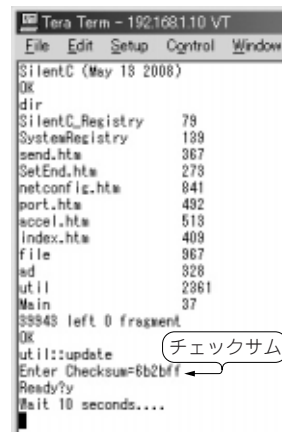 Tera Term - 192.168.1.10 VT
File Edit Setup Control Window
SilentC (May 13 2008)
OK
dir
SilentC_Registry 79
SystemRegistry 139
send.htm 367
SetEnd.htm 273
netconfig.htm 841
port.htm 492
accel.htm 513
index.htm 409
file 967
ad 328
util 2361
Main 37
39943 left 0 fragment
OK
util::update
チェックサム
Enter Checksum=6b2bff
Ready?y
Wait 10 seconds....